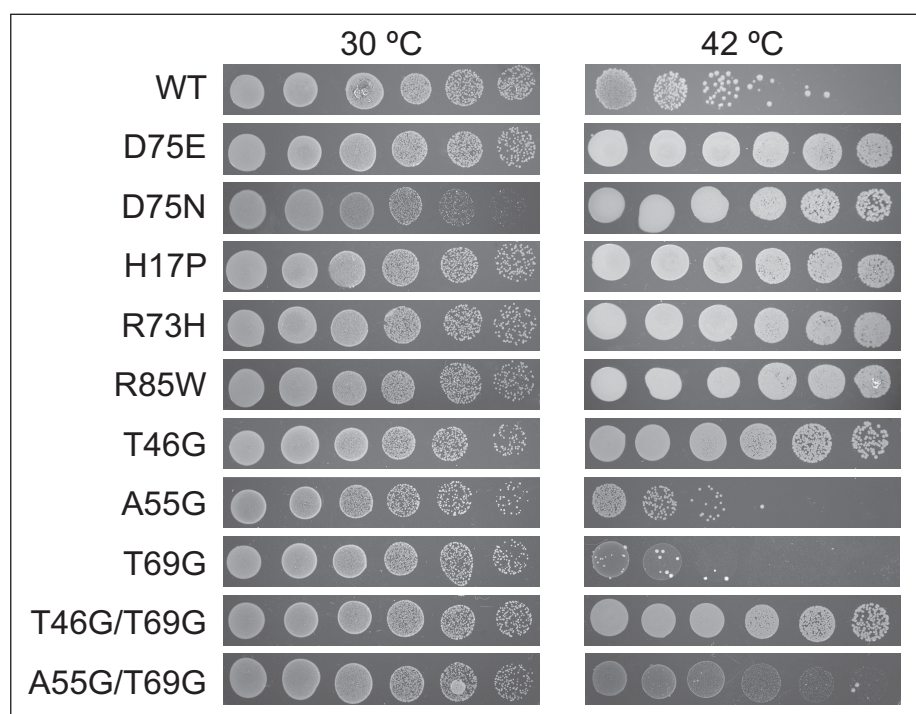 30 ºC 42 ºC
WT
D75E
D75N
H17P
R73H
R85W
T46G
A55G
T69G
T46G/T69G
A55G/T69G